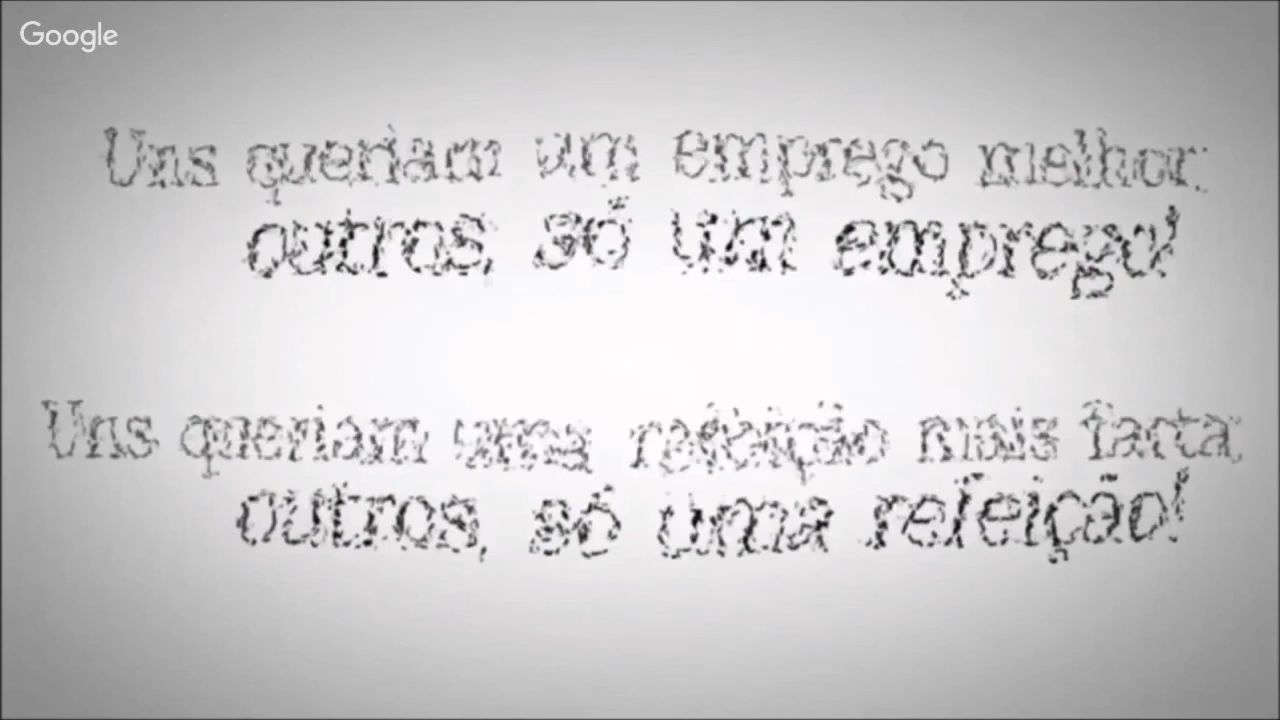 Google
Uns queriam um emprego melhor;
outros, só um emprego!
Uns queriam uma refeição mais farta;
outros, só uma refeição!